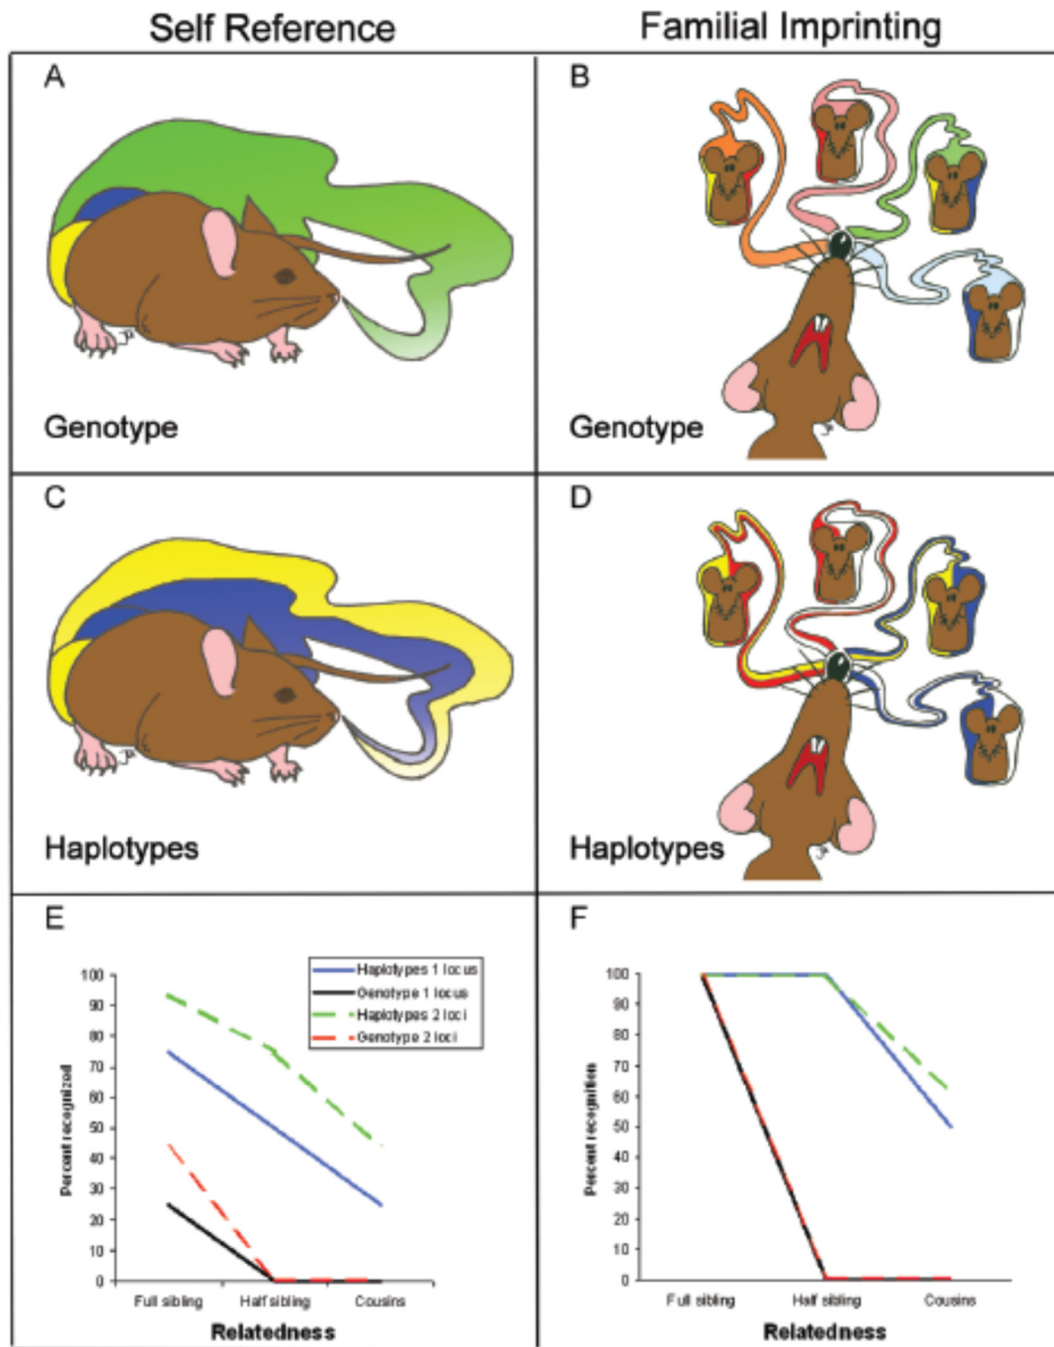 Self Reference
Familial Imprinting
A
B
Genotype
Genotype
C
D
Haplotypes
Haplotypes
E
F
Haplotypes 1 locus
Genotype 1 locus
Haplotypes 2 loci
Genotype 2 loci
Percent recognized
100
90
80
70
60
50
40
30
20
10
0
Full sibling
Half sibling
Cousins
Relatedness
Percent recognition
100
90
80
70
60
50
40
30
20
10
0
Full sibling
Half sibling
Cousins
Relatedness